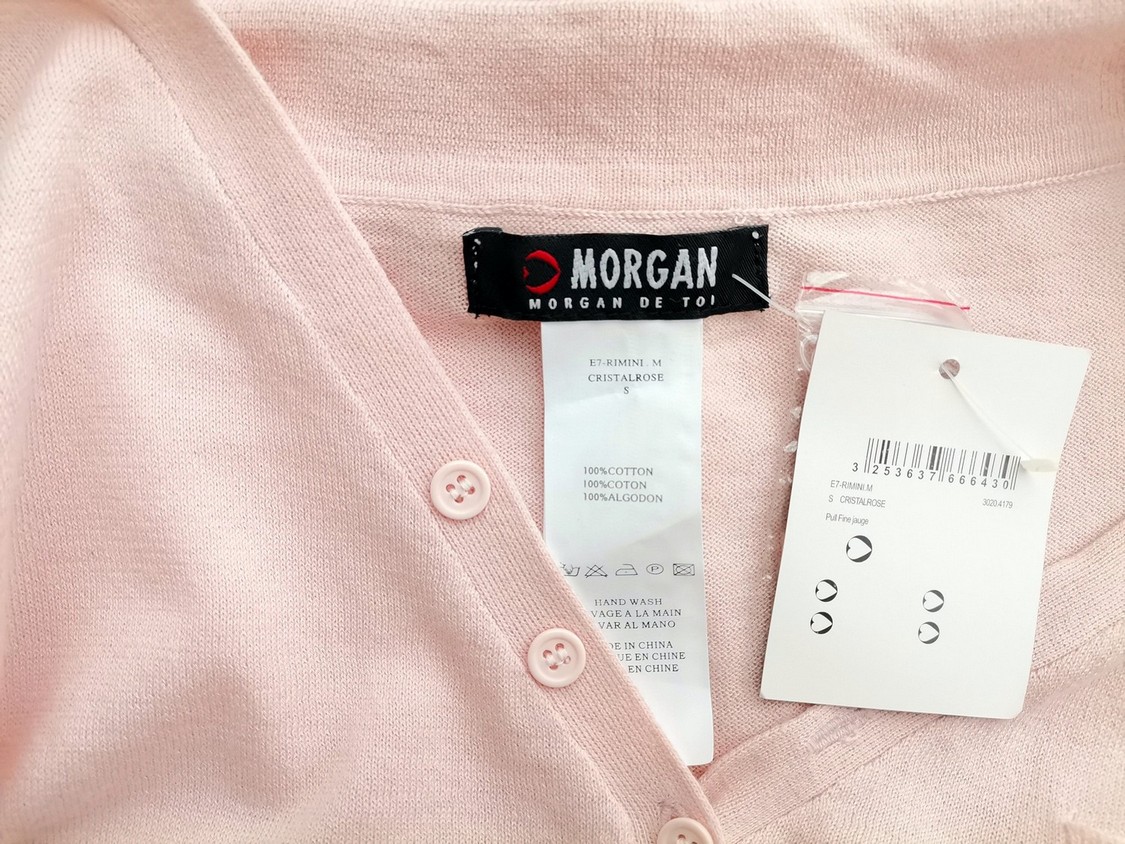 MORGAN
MORGAN DE TOI
E7-RIMINI. M
CRISTALROSE
S
100%COTTON
100%COTON
100%ALGODON
HAND WASH
VAGE A LA MAIN
VAR AL MANO
DE IN CHINA
UE EN CHINE
EN CHINE
3 253637 666430
E7-RIMINI.M
S CRISTALROSE
3020.4179
Pull Fine jauge